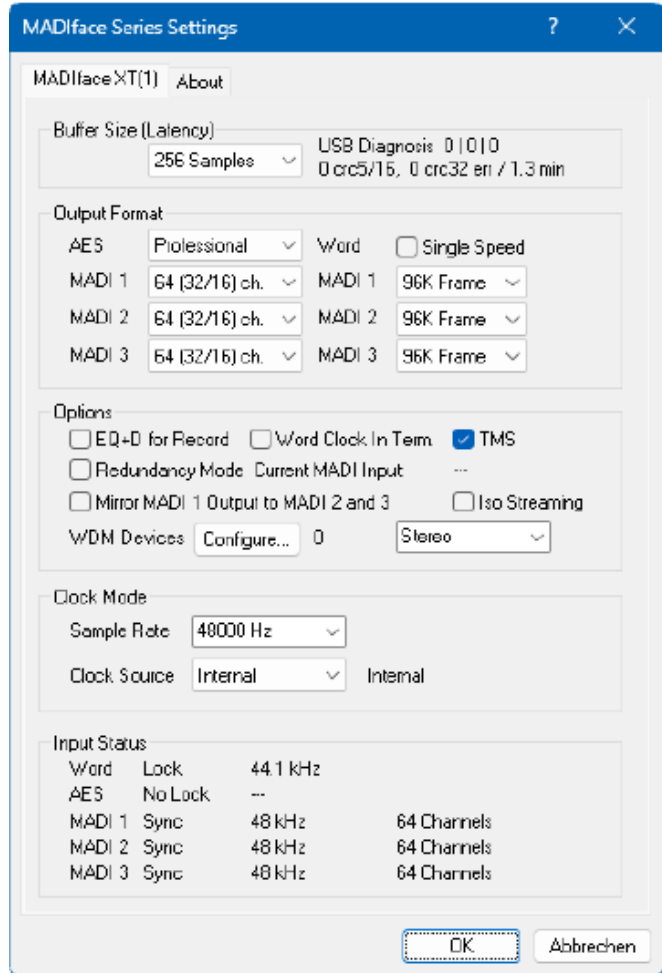 MADIface Series Settings ? ×
MADIface XT(1) About
Buffer Size (Latency)
256 Samples USB Diagnosis 0|0|0
0 crc5/16, 0 crc32 err / 1.3 min
Output Format
AES Professional Word Single Speed
MADI 1 64 (32/16) ch. MADI 1 96K Frame
MADI 2 64 (32/16) ch. MADI 2 96K Frame
MADI 3 64 (32/16) ch. MADI 3 96K Frame
Options
EQ+D for Record Word Clock In Term. TMS
Redundancy Mode Current MADI Input ---
Mirror MADI 1 Output to MADI 2 and 3 Iso Streaming
WDM Devices Configure... 0 Stereo
Clock Mode
Sample Rate 48000 Hz
Clock Source Internal Internal
Input Status
Word Lock 44.1 kHz
AES No Lock ---
MADI 1 Sync 48 kHz 64 Channels
MADI 2 Sync 48 kHz 64 Channels
MADI 3 Sync 48 kHz 64 Channels
OK Abbrechen